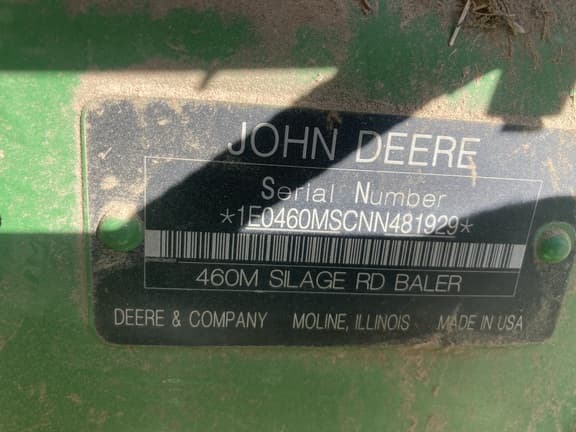 JOHN DEERE
Serial Number
*1E0460MSCNN481929*
460M SILAGE RD BALER
DEERE & COMPANY MOLINE, ILLINOIS MADE IN USA